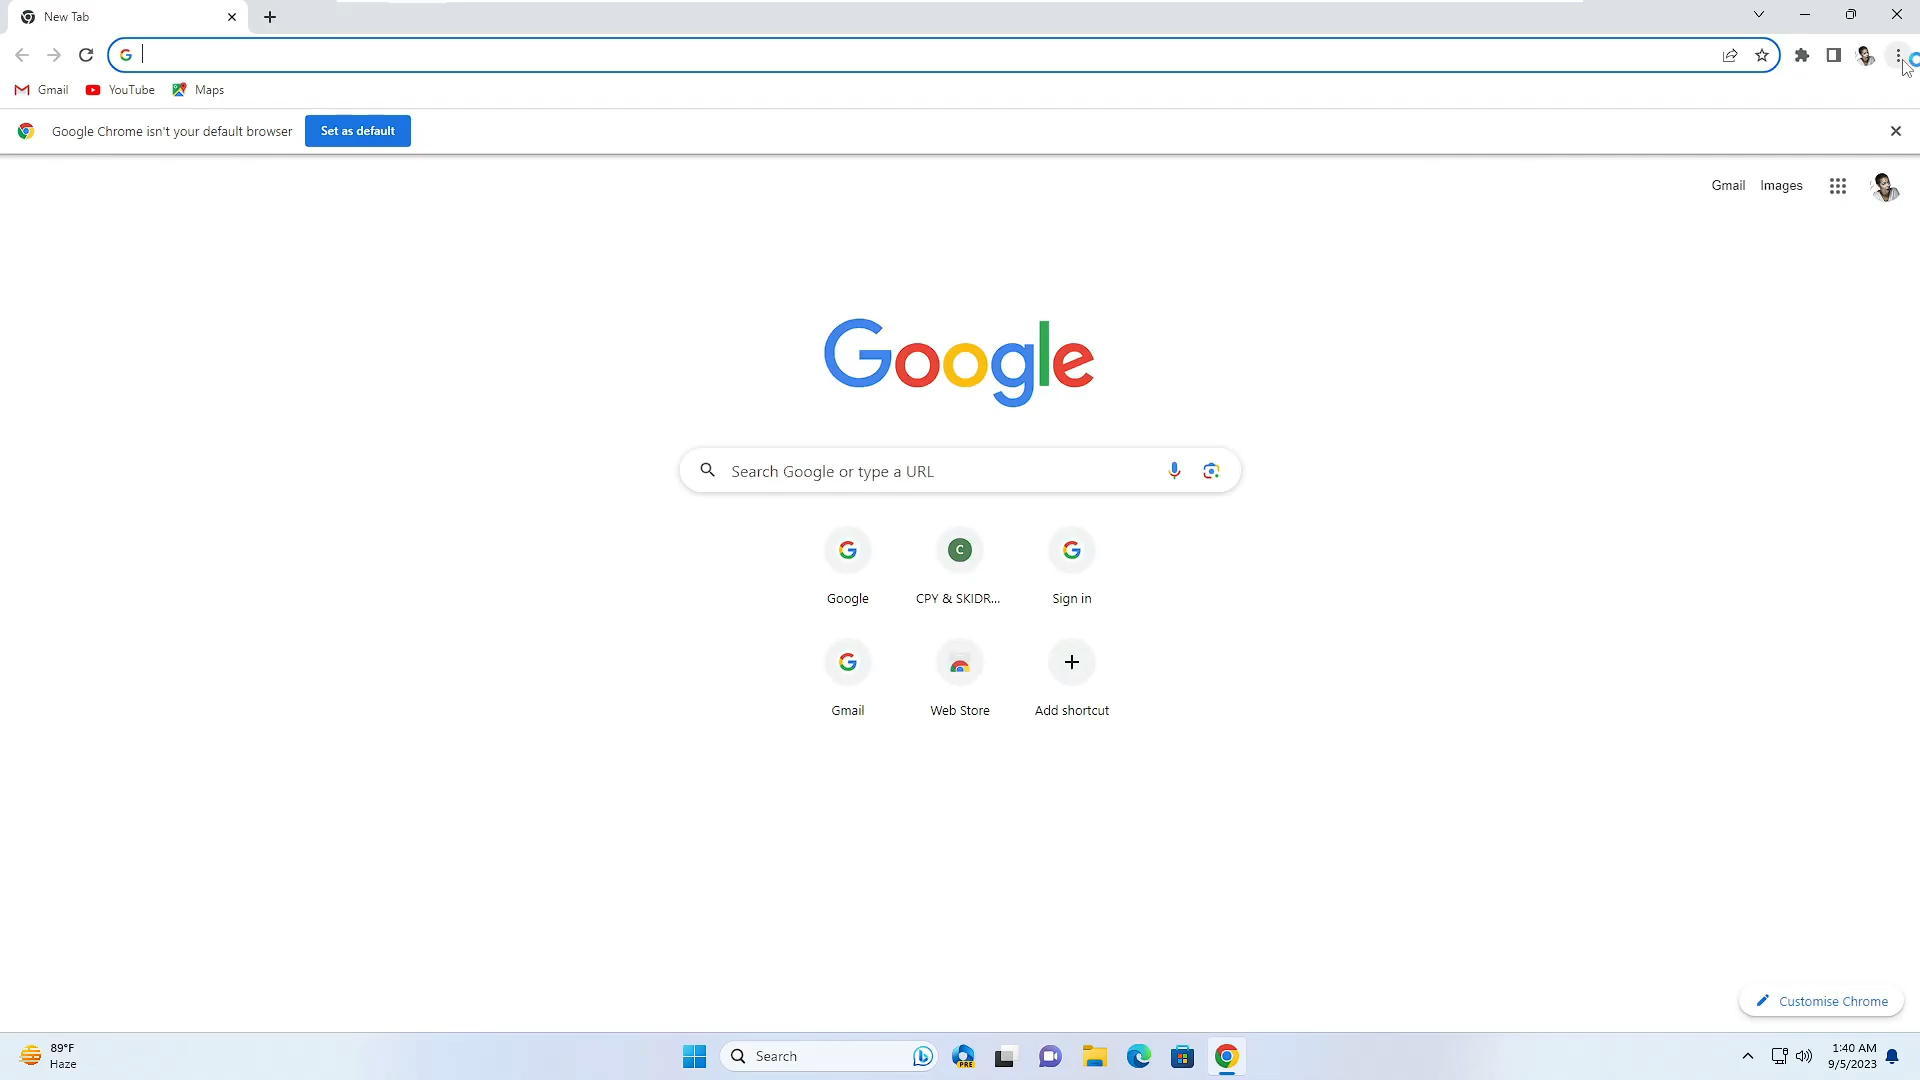 New Tab
Gmail YouTube Maps
Google Chrome isn't your default browser Set as default
Gmail Images
Google
Search Google or type a URL
Google CPY & SKIDR... Sign in
Gmail Web Store Add shortcut
Customise Chrome
89°F
Haze
Search
PRE
1:40 AM
9/5/2023